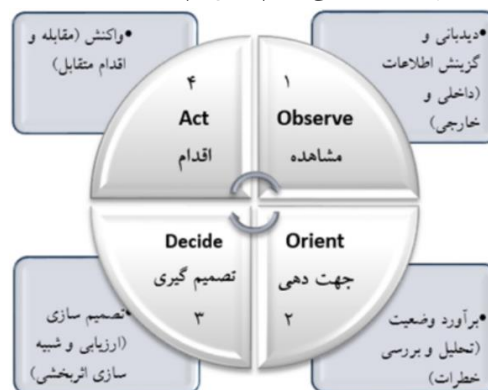 •دیدبانی و
گزینش اطلاعات
(داخلی و
خارجی)
۱
Observe
مشاهده
Orient
جهت دهی
۲
•برآورد وضعیت
(تحلیل و بررسی
خطرات)
Decide
تصمیم گیری
۳
•تصمیم سازی
(ارزیابی و شبیه
سازی اثربخشی)
•واکنش (مقابله و
اقدام متقابل)
۴
Act
اقدام